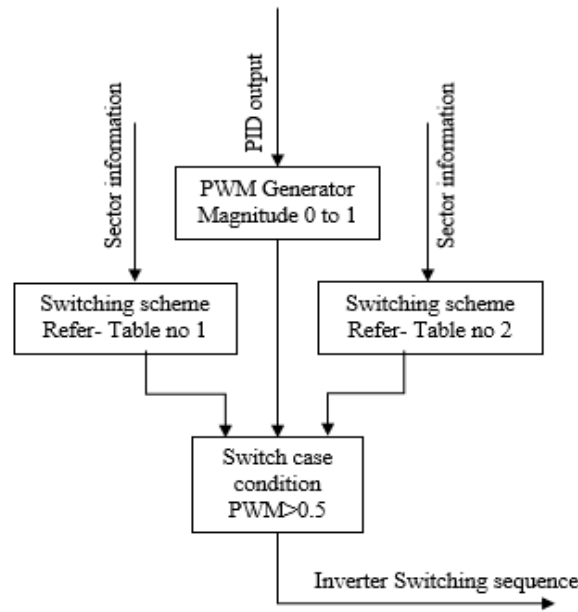 PID output
Sector information
Sector information
PWM Generator
Magnitude 0 to 1
Switching scheme
Refer- Table no 1
Switching scheme
Refer- Table no 2
Switch case
condition
PWM>0.5
Inverter Switching sequence